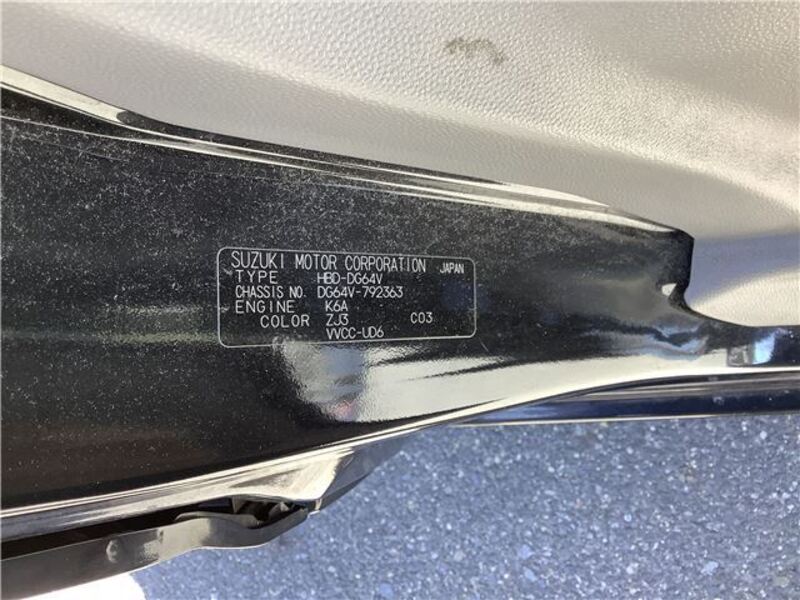 SUZUKI MOTOR CORPORATION JAPAN
TYPE HBD-DG64V
CHASSIS NO. DG64V-792363
ENGINE K6A
COLOR ZJ3 C03
VVCC-UD6